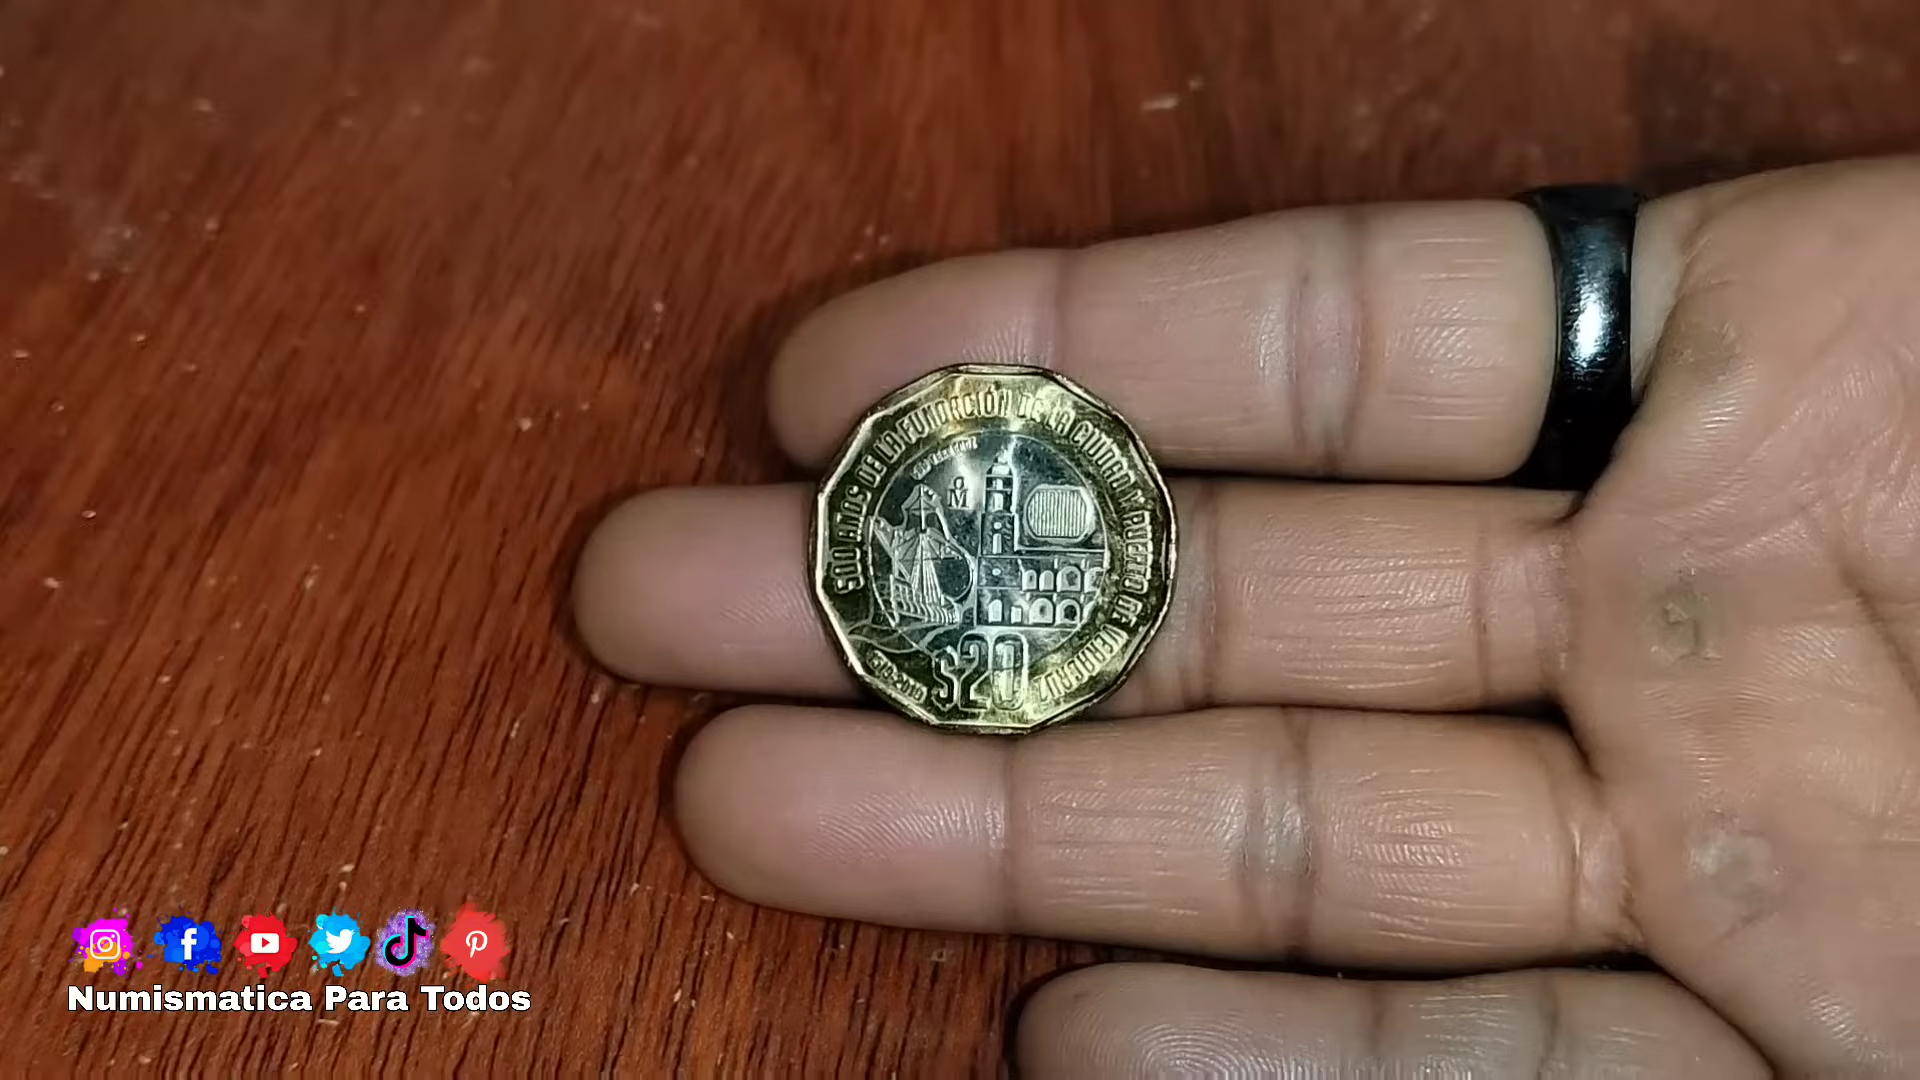 500 AÑOS DE LA FUNDACIÓN DE LA CIUDAD Y PUERTO DE VERACRUZ
M
$20
Numismatica Para Todos